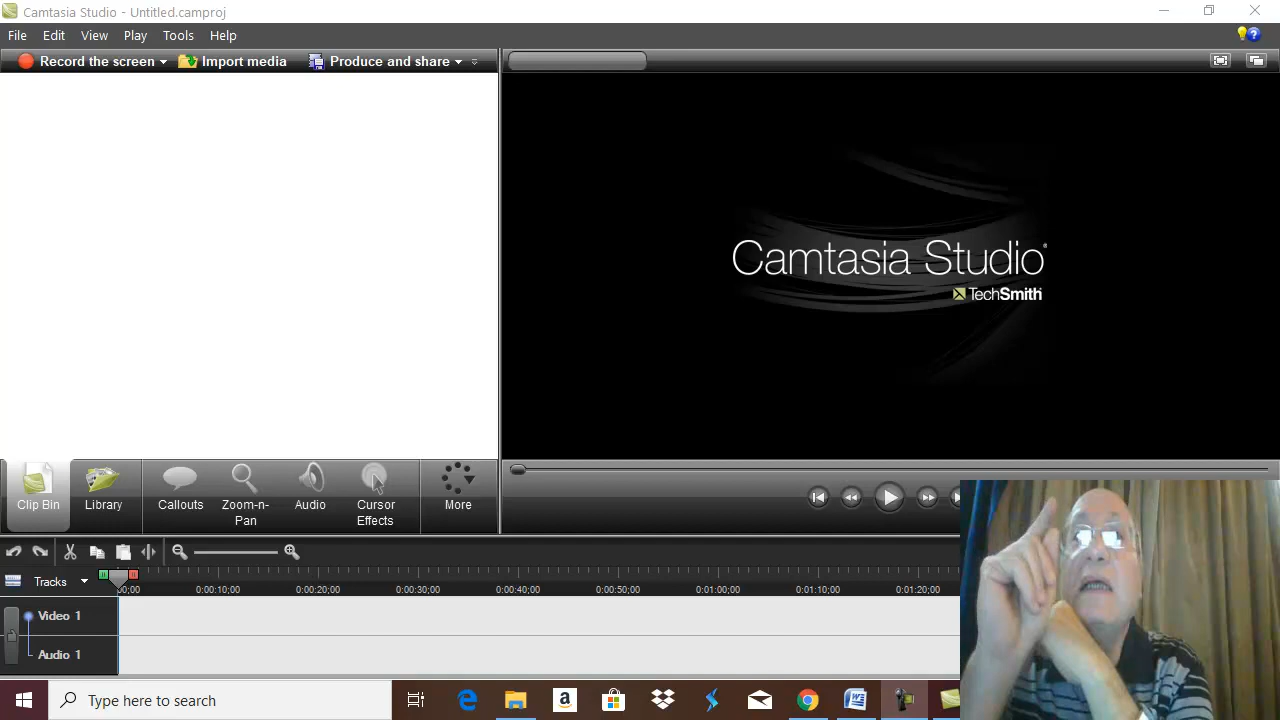 Camtasia Studio - Untitled.camproj
File Edit View Play Tools Help
Record the screen Import media Produce and share
Camtasia Studio®
TechSmith
Clip Bin Library Callouts Zoom-n-Pan Audio Cursor Effects More
Tracks 00;00 0:00:10;00 0:00:20;00 0:00:30;00 0:00:40;00 0:00:50;00 0:01:00;00 0:01:10;00 0:01:20;00
Video 1
Audio 1
Type here to search